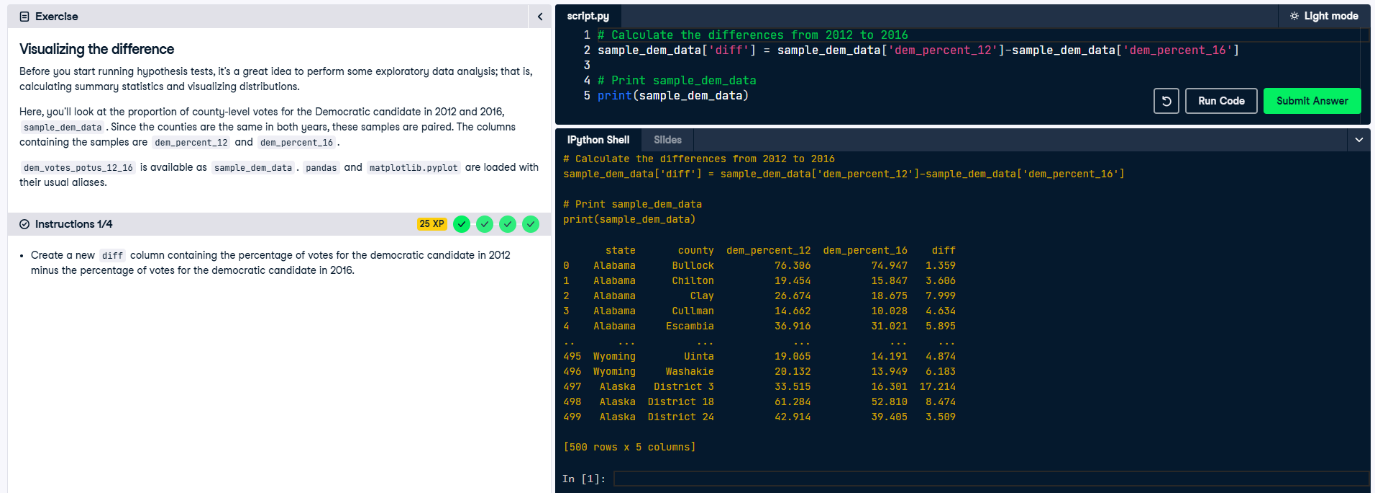 Exercise
Visualizing the difference
Before you start running hypothesis tests, it's a great idea to perform some exploratory data analysis; that is,
calculating summary statistics and visualizing distributions.
Here, you'll look at the proportion of county-level votes for the Democratic candidate in 2012 and 2016,
sample_dem_data . Since the counties are the same in both years, these samples are paired. The columns
containing the samples are dem_percent_12 and dem_percent_16 .
dem_votes_potus_12_16 is available as sample_dem_data . pandas and matplotlib.pyplot are loaded with
their usual aliases.
Instructions 1/4
25 XP
• Create a new diff column containing the percentage of votes for the democratic candidate in 2012
minus the percentage of votes for the democratic candidate in 2016.
script.py
Light mode
1 # Calculate the differences from 2012 to 2016
2 sample_dem_data['diff'] = sample_dem_data['dem_percent_12']-sample_dem_data['dem_percent_16']
3
4 # Print sample_dem_data
5 print(sample_dem_data)
Run Code
Submit Answer
IPython Shell
Slides
# Calculate the differences from 2012 to 2016
sample_dem_data['diff'] = sample_dem_data['dem_percent_12']-sample_dem_data['dem_percent_16']
# Print sample_dem_data
print(sample_dem_data)
state county dem_percent_12 dem_percent_16 diff
0 Alabama Bullock 76.306 74.947 1.359
1 Alabama Chilton 19.454 15.847 3.606
2 Alabama Clay 26.674 18.675 7.999
3 Alabama Cullman 14.662 10.028 4.634
4 Alabama Escambia 36.916 31.021 5.895
.. ... ... ... ... ...
495 Wyoming Uinta 19.065 14.191 4.874
496 Wyoming Washakie 20.132 13.949 6.183
497 Alaska District 3 33.515 16.301 17.214
498 Alaska District 18 61.284 52.810 8.474
499 Alaska District 24 42.914 39.405 3.509
[500 rows x 5 columns]
In [1]: